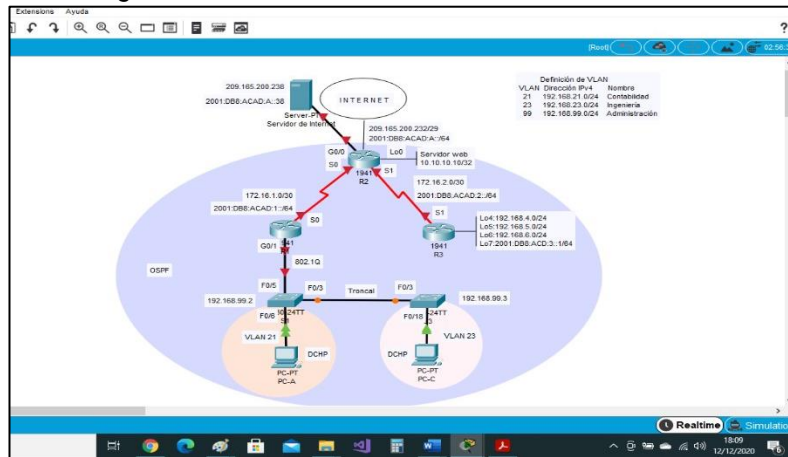 Extensions Ayuda
?
(Root)
02:56:
209.165.200.238
2001:DB8:ACAD:A::38
Server-PT
Servidor de Internet
INTERNET
209.165.200.232/29
2001:DB8:ACAD:A::/64
Definición de VLAN
VLAN Dirección IPv4 Nombre
21 192.168.21.0/24 Contabilidad
23 192.168.23.0/24 Ingeniería
99 192.168.99.0/24 Administración
G0/0
Lo0
Servidor web
10.10.10.10/32
S0
1941
R2
S1
172.16.1.0/30
2001:DB8:ACAD:1::/64
172.16.2.0/30
2001:DB8:ACAD:2::/64
S0
S1
941
G0/1
1941
R3
Lo4:192.168.4.0/24
Lo5:192.168.5.0/24
Lo6:192.168.6.0/24
Lo7:2001:DB8:ACD:3::1/64
802.1Q
OSPF
F0/5
F0/3
Troncal
F0/3
192.168.99.2
192.168.99.3
F0/6
-24TT
S1
F0/18
-24TT
VLAN 21
VLAN 23
DCHP
DCHP
PC-PT
PC-A
PC-PT
PC-C
Realtime
Simulatio
18:09
12/12/2020